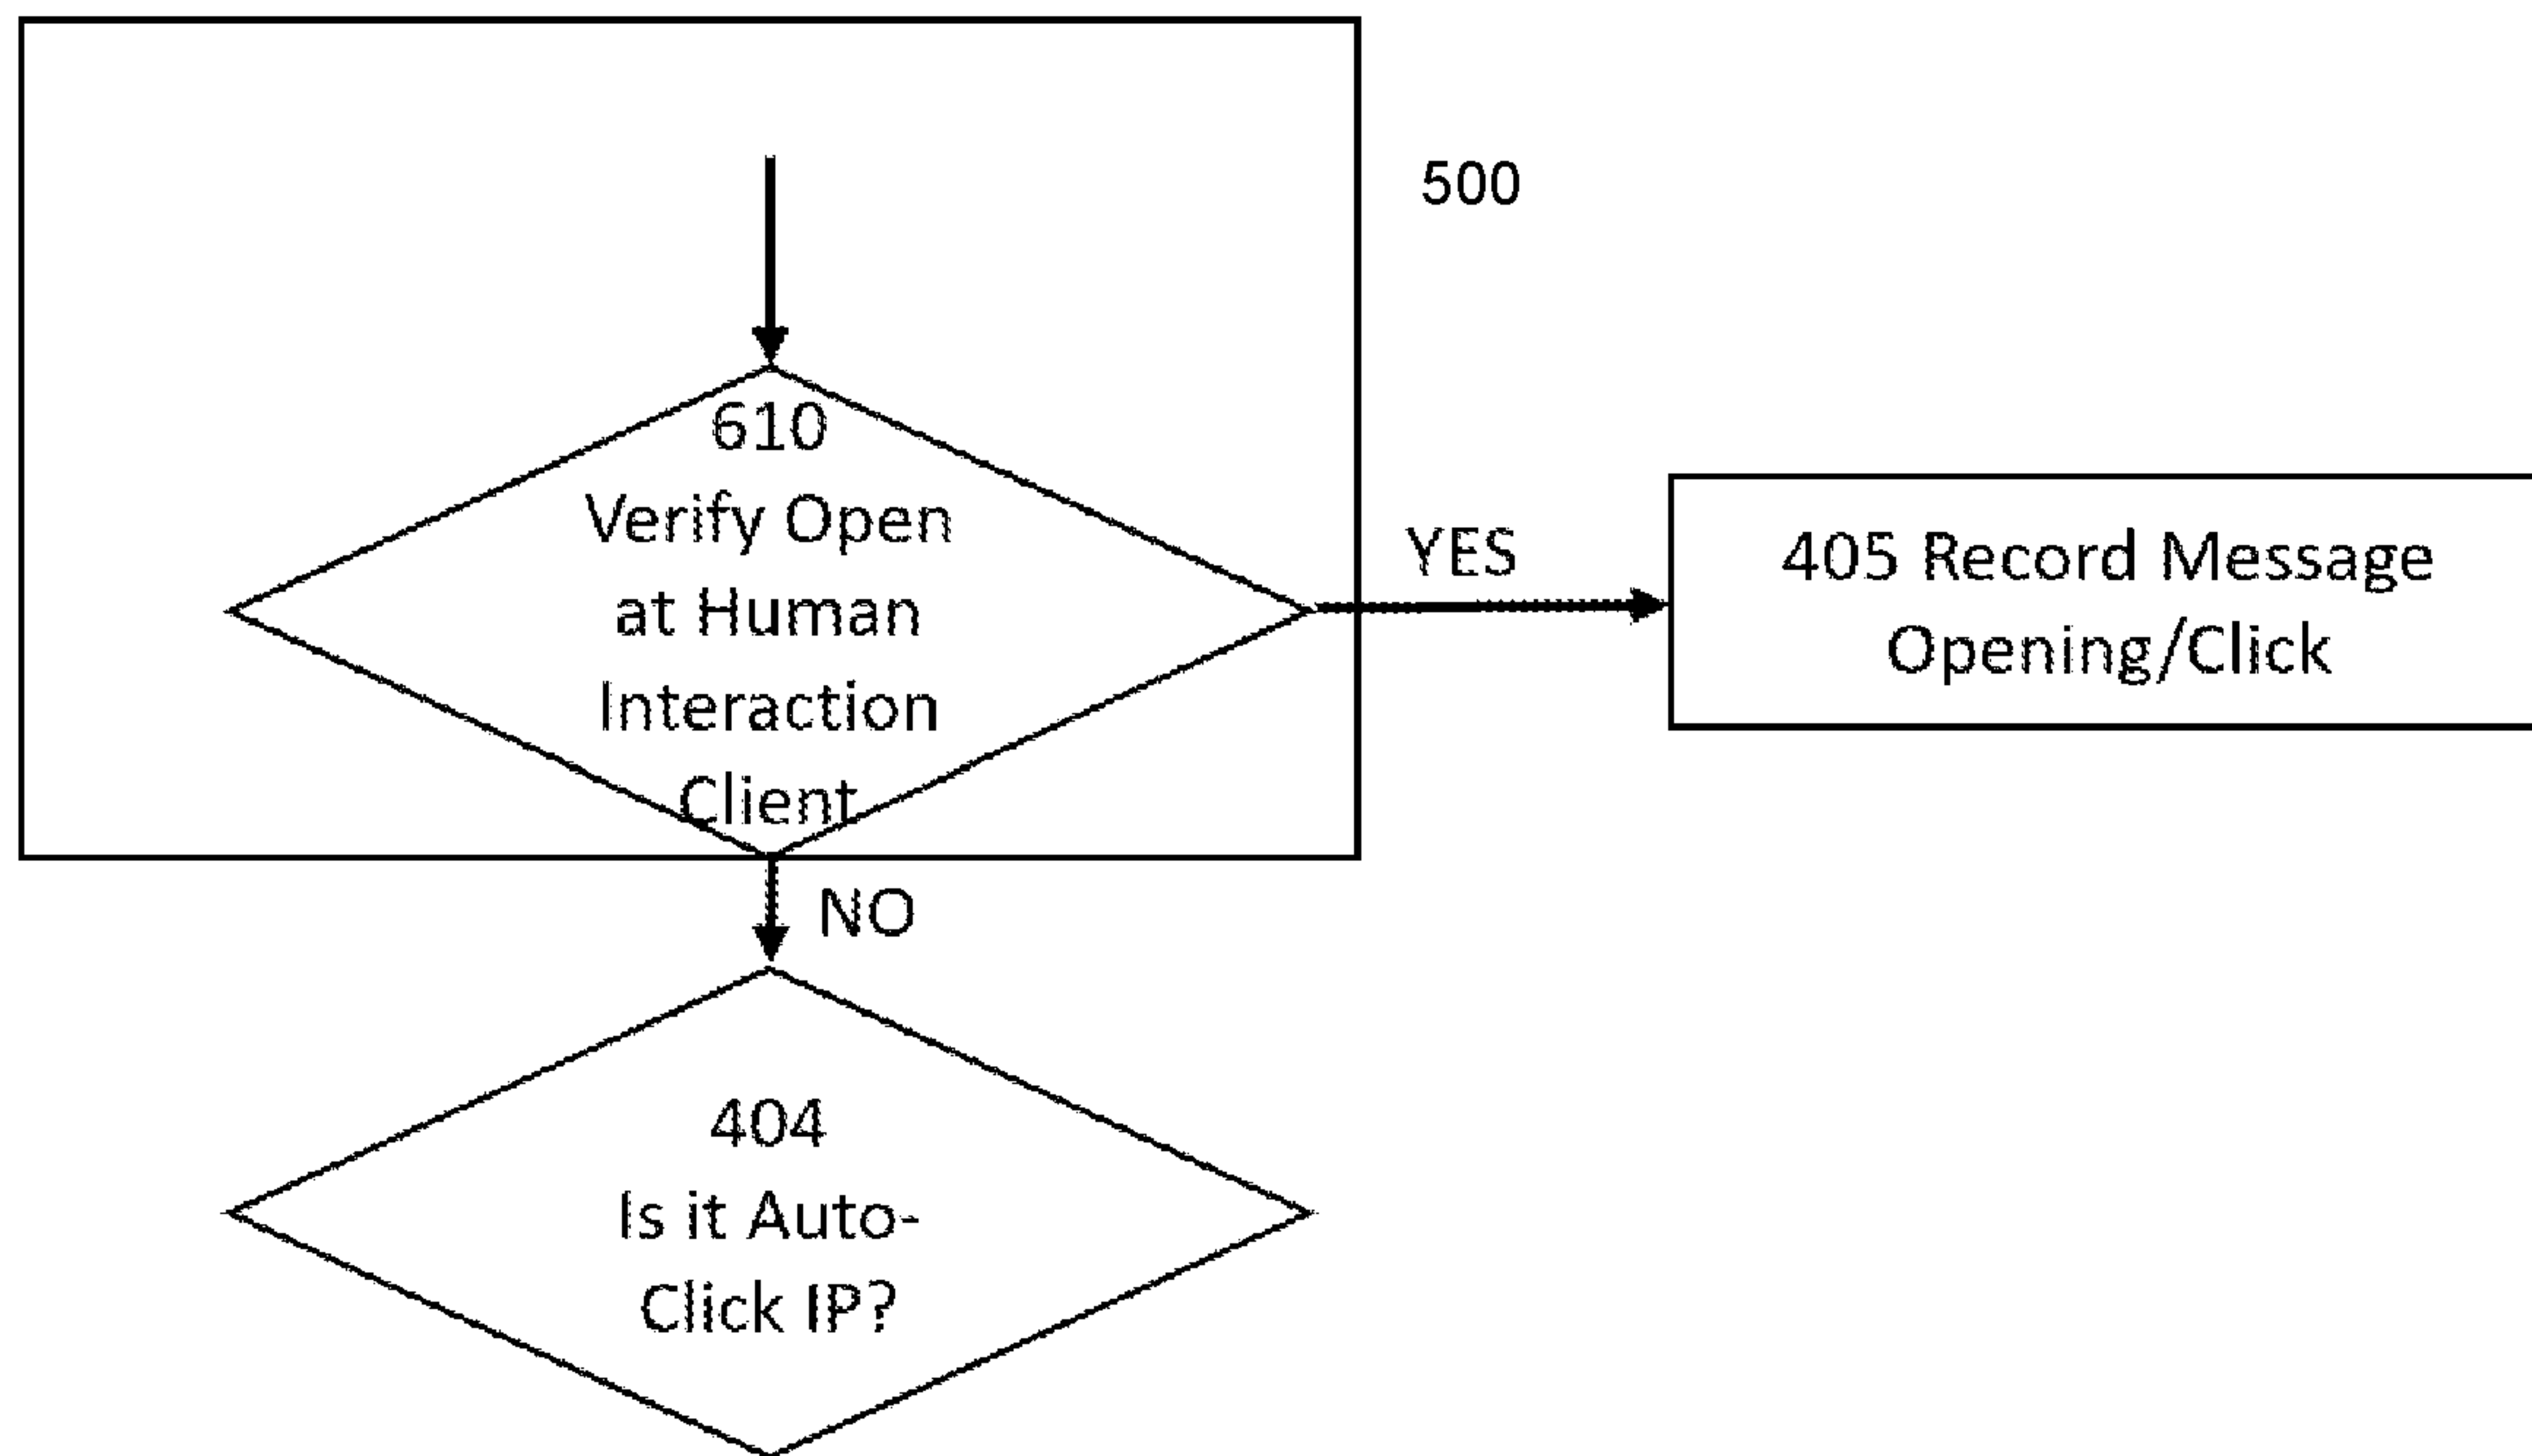 500
610
Verify Open
at Human
Interaction
Client
YES
405 Record Message
Opening/Click
NO
404
Is it Auto-
Click IP?